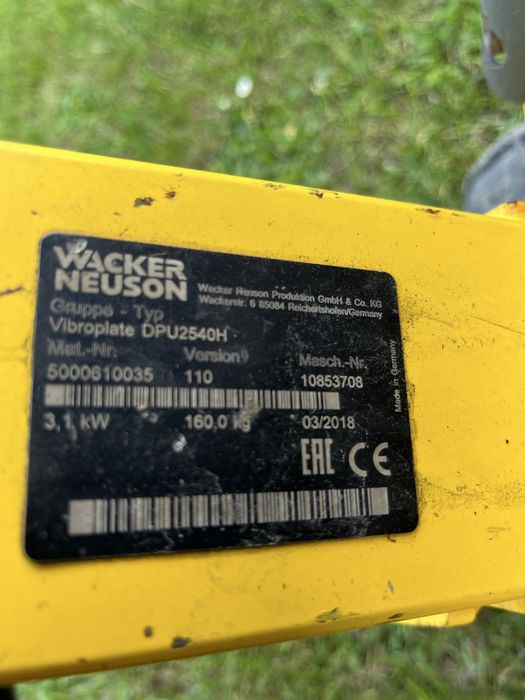 WACKER
NEUSON
Wacker Neuson Produktion GmbH & Co. KG
Wackerstr. 6 85084 Reichertshofen/Germany
Gruppe - Typ
Vibroplate DPU2540H
Mat.-Nr. Version Masch.-Nr.
5000610035 110 10853708
3,1 kW 160,0 kg 03/2018
EAC CE
Made in Germany